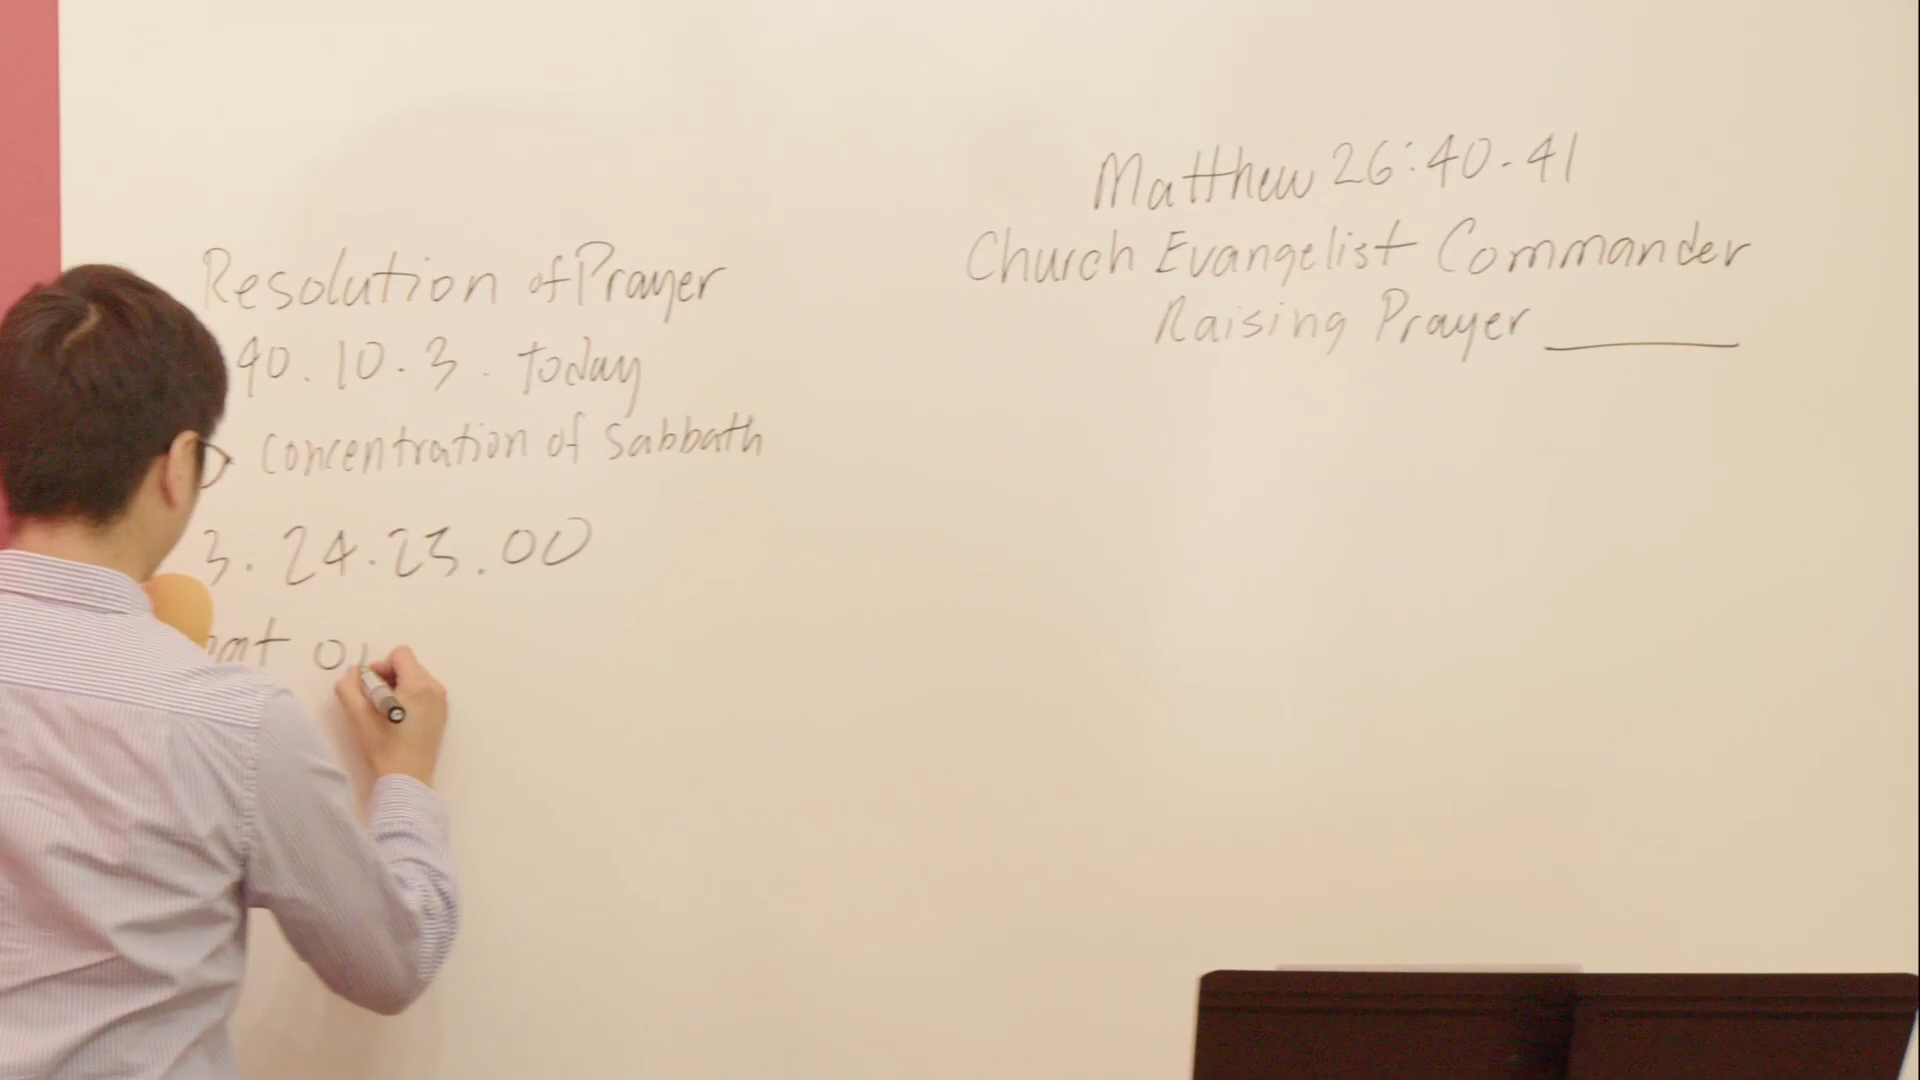 Resolution of Prayer
40.10.3. today
Concentration of Sabbath
3.24.25.00
Matthew 26:40-41
Church Evangelist Commander
Raising Prayer